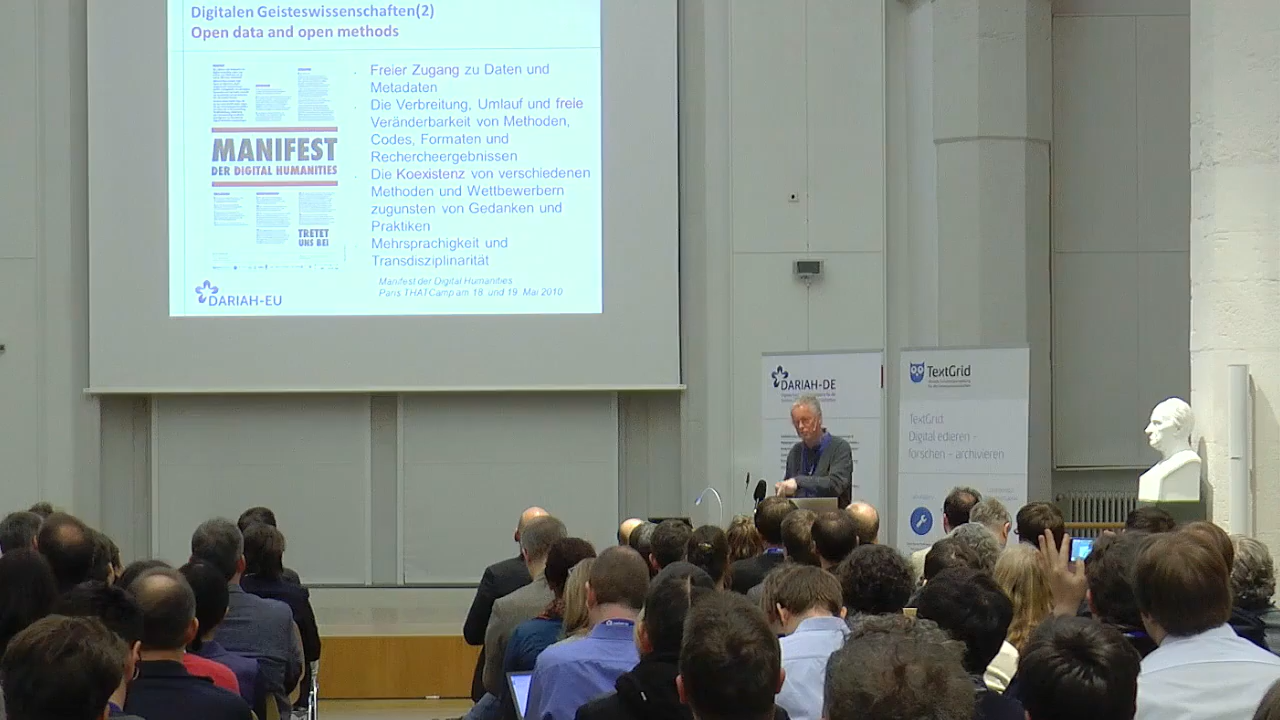 Digitalen Geisteswissenschaften(2)
Open data and open methods
Freier Zugang zu Daten und
Metadaten
Die Verbreitung, Umlauf und freie
Veränderbarkeit von Methoden,
Codes, Formaten und
Rechercheergebnissen
Die Koexistenz von verschiedenen
Methoden und Wettbewerbern
zugunsten von Gedanken und
Praktiken
Mehrsprachigkeit und
Transdisziplinarität
Manifest der Digital Humanities
Paris THATCamp am 18. und 19. Mai 2010
MANIFEST
DER DIGITAL HUMANITIES
TRETET
UNS BEI
DARIAH-EU
DARIAH-DE
TextGrid
TextGrid
Digital edieren -
forschen - archivieren